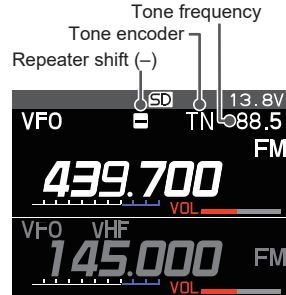 Tone frequency
Tone encoder
Repeater shift (–)
SD 13.8V
VFO TN 88.5
FM
439.700
VOL
VFO VHF
145.000 FM
VOL